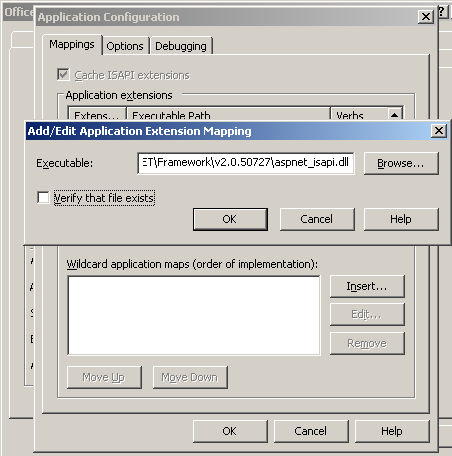 Office
Application Configuration
Mappings
Options
Debugging
Cache ISAPI extensions
Application extensions
Extens...
Executable Path
Verbs
Add/Edit Application Extension Mapping
Executable:
ET\Framework\v2.0.50727\aspnet_isapi.dll
Browse...
Verify that file exists
OK
Cancel
Help
Wildcard application maps (order of implementation):
Insert...
Edit...
Remove
Move Up
Move Down
OK
Cancel
Help